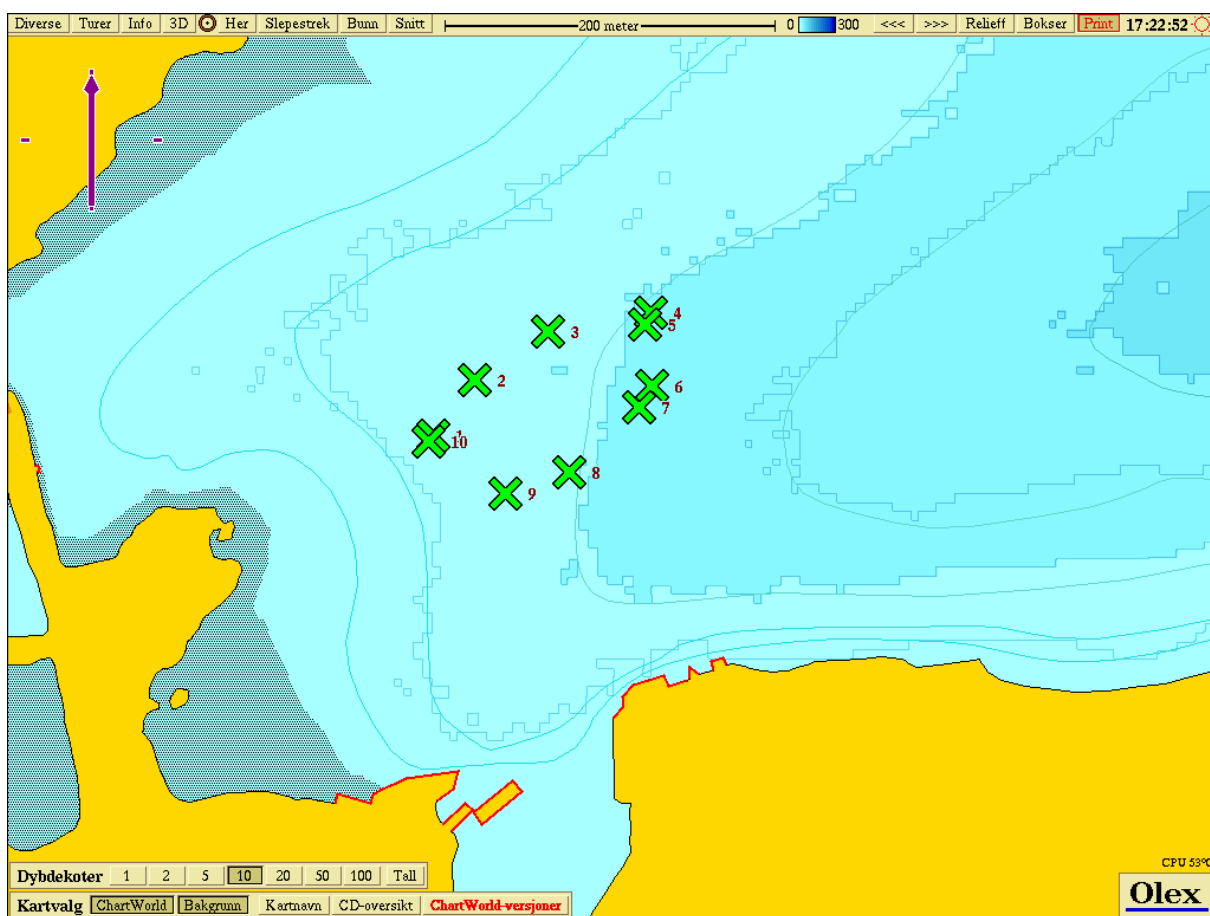 Diverse Turer Info 3D Her Slepestrek Bunn Snitt 200 meter 0 300 <<< >>> Relieff Bokser Print 17:22:52
4
3 5
2 6
7
10
8
9
CPU 53°C
Dybdekoter 1 2 5 10 20 50 100 Tall
Olex
Kartvalg ChartWorld Bakgrunn Kartnavn CD-oversikt ChartWorld-versjoner